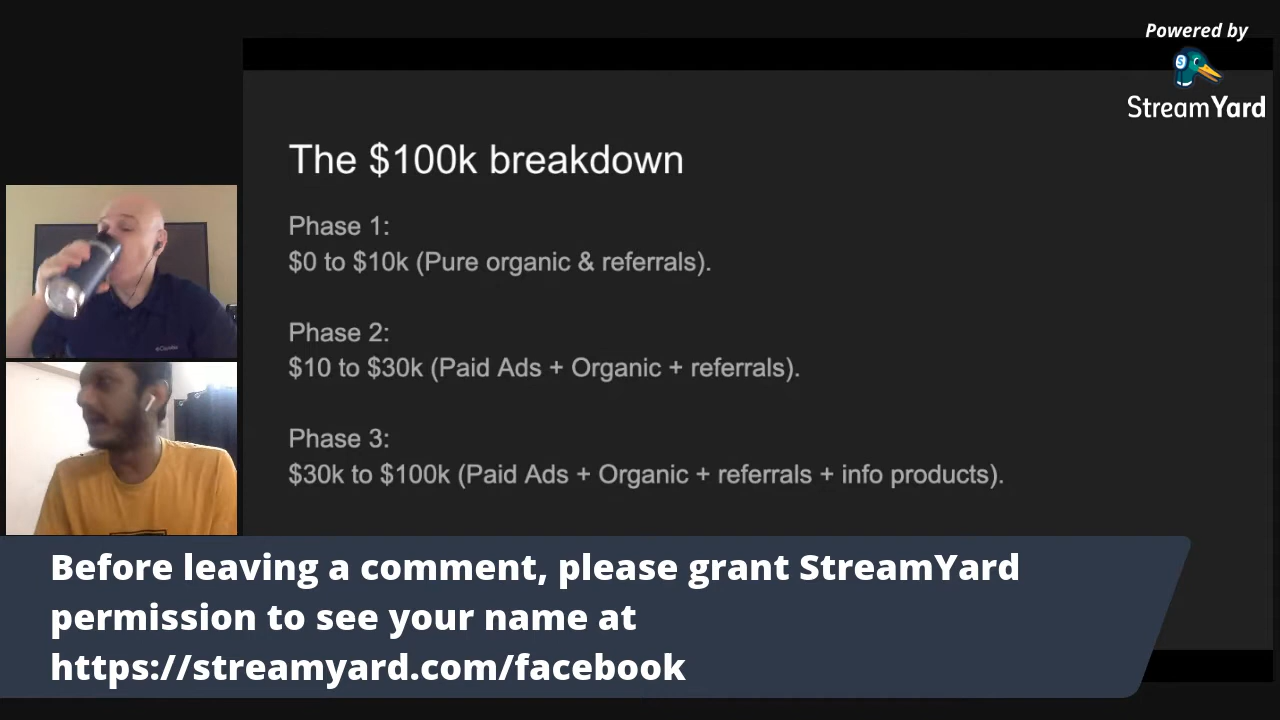 Powered by
StreamYard
The $100k breakdown
Phase 1:
$0 to $10k (Pure organic & referrals).
Phase 2:
$10 to $30k (Paid Ads + Organic + referrals).
Phase 3:
$30k to $100k (Paid Ads + Organic + referrals + info products).
Before leaving a comment, please grant StreamYard
permission to see your name at
https://streamyard.com/facebook